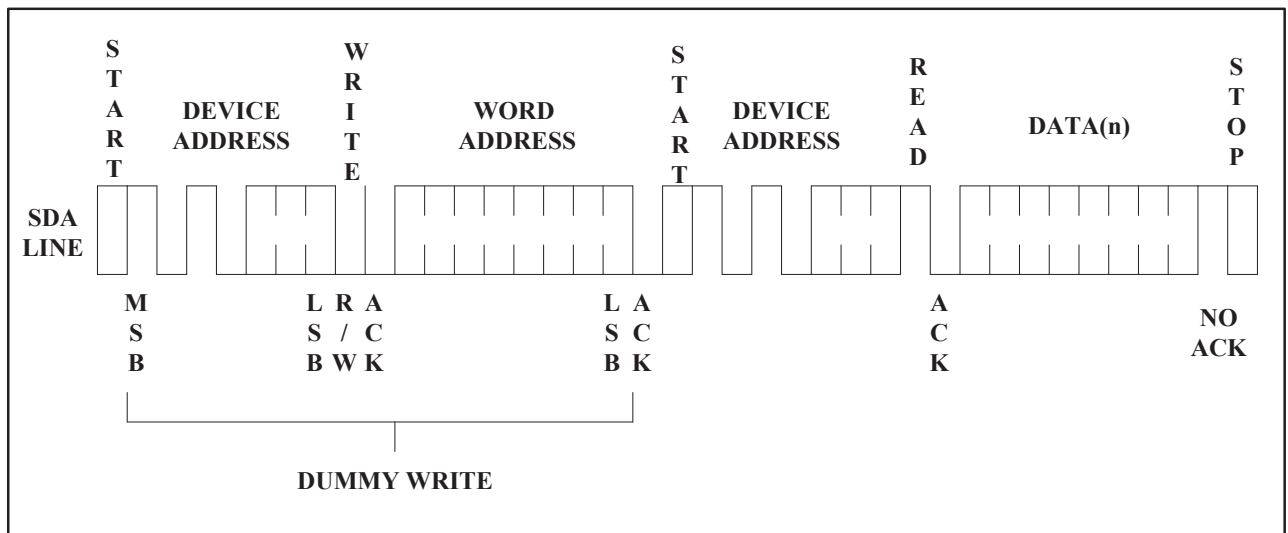 START
DEVICE
ADDRESS
WRITE
WORD
ADDRESS
START
DEVICE
ADDRESS
READ
DATA(n)
STOP
SDA
LINE
MSB
LSB
R/W
ACK
LSB
ACK
ACK
NO
ACK
DUMMY WRITE